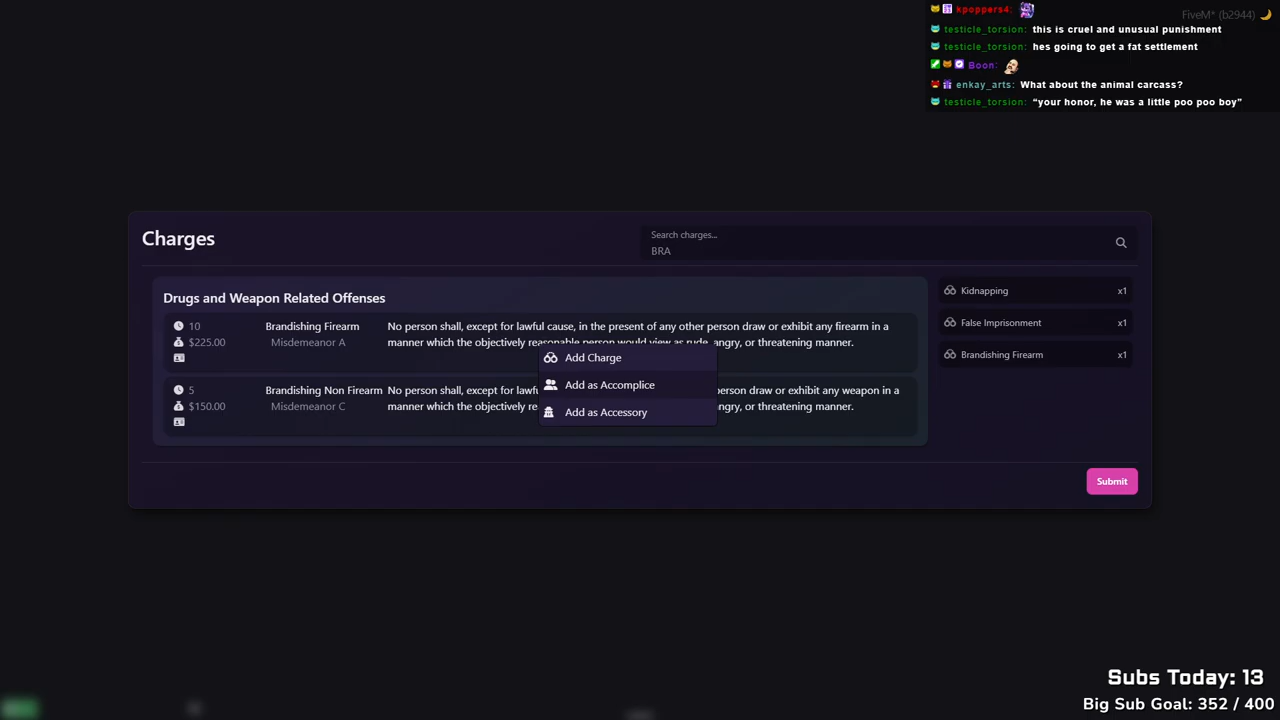 kpoppers4:
FiveM* (b2944)
testicle_torsion: this is cruel and unusual punishment
testicle_torsion: hes going to get a fat settlement
Boon:
enkay_arts: What about the animal carcass?
testicle_torsion: “your honor, he was a little poo poo boy”
Charges
Search charges...
BRA
Drugs and Weapon Related Offenses
10
Brandishing Firearm
No person shall, except for lawful cause, in the present of any other person draw or exhibit any firearm in a
$225.00
Misdemeanor A
manner which the objectively reasonable person would view as rude, angry, or threatening manner.
5
Brandishing Non Firearm
No person shall, except for lawf
erson draw or exhibit any weapon in a
$150.00
Misdemeanor C
manner which the objectively re
angry, or threatening manner.
Add Charge
Add as Accomplice
Add as Accessory
Kidnapping x1
False Imprisonment x1
Brandishing Firearm x1
Submit
Subs Today: 13
Big Sub Goal: 352 / 400